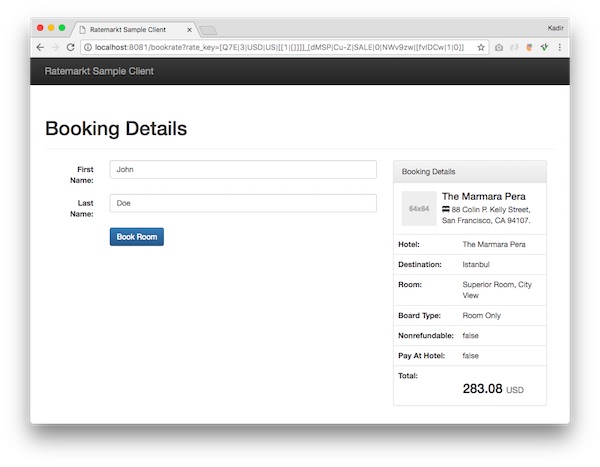 Ratemarkt Sample Client
Kadir
localhost:8081/bookrate?rate_key=[Q7E|3|USD|US|[[1|[]]]]_[dMSP|Cu-Z|SALE|0|NWv9zw|[fvlDCw|1|0]]
Ratemarkt Sample Client
Booking Details
First Name:
John
Last Name:
Doe
Book Room
Booking Details
64x64
The Marmara Pera
88 Colin P. Kelly Street,
San Francisco, CA 94107.
Hotel: The Marmara Pera
Destination: Istanbul
Room: Superior Room, City
View
Board Type: Room Only
Nonrefundable: false
Pay At Hotel: false
Total:
283.08 USD